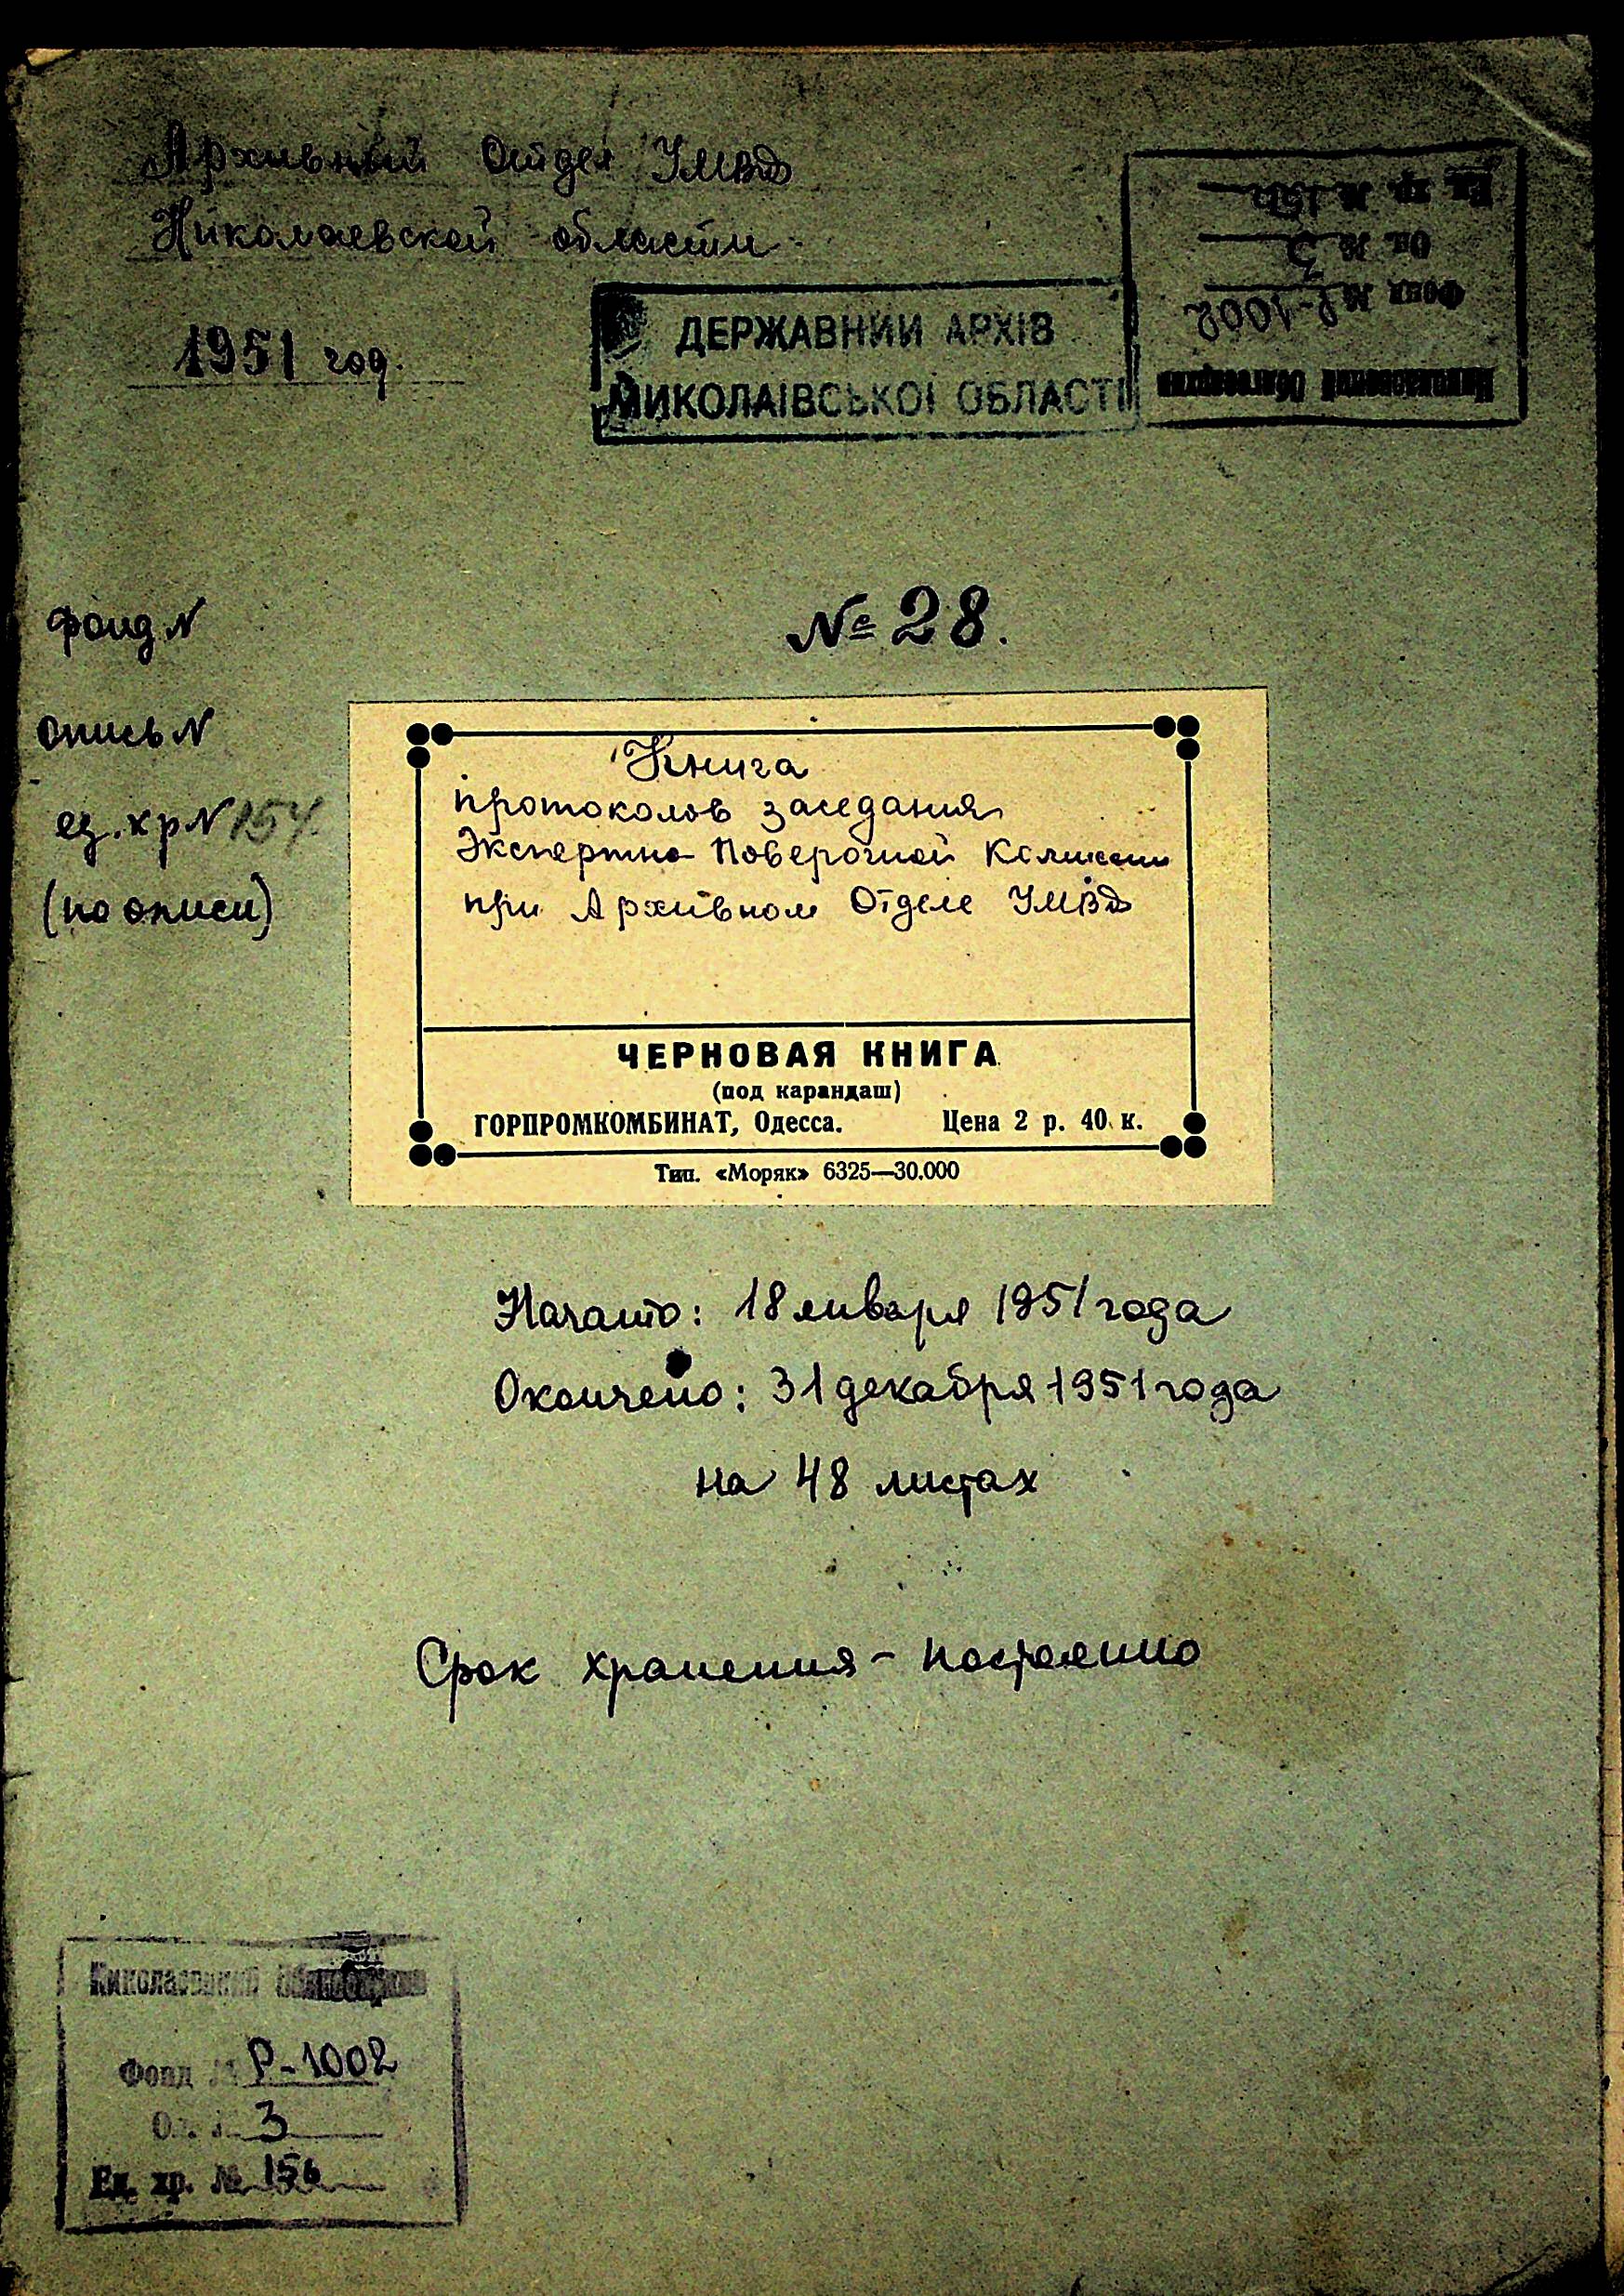 Архивный Отдел УМВД
Николаевской области
1951 год.
ДЕРЖАВНИЙ АРХІВ
МИКОЛАЇВСЬКОЇ ОБЛАСТІ
Николаевский Облгосархив
Фонд № Р-1002
Оп. № 3
Ед. хр. № 156
№ 28.
Фонд N
Опись N
ед. хр N 154
(по описи)
Книга
протоколов заседания
Экспертно Поверочной Комиссии
при Архивном Отделе УМВД
ЧЕРНОВАЯ КНИГА
(под карандаш)
ГОРПРОМКОМБИНАТ, Одесса. Цена 2 р. 40 к.
Тип. «Моряк» 6325—30.000
Начато: 18 января 1951 года
Окончено: 31 декабря 1951 года
на 48 листах
Срок хранения - постоянно
Николаевский
Фонд № Р-1002
Оп. 3
Ед. хр. № 156